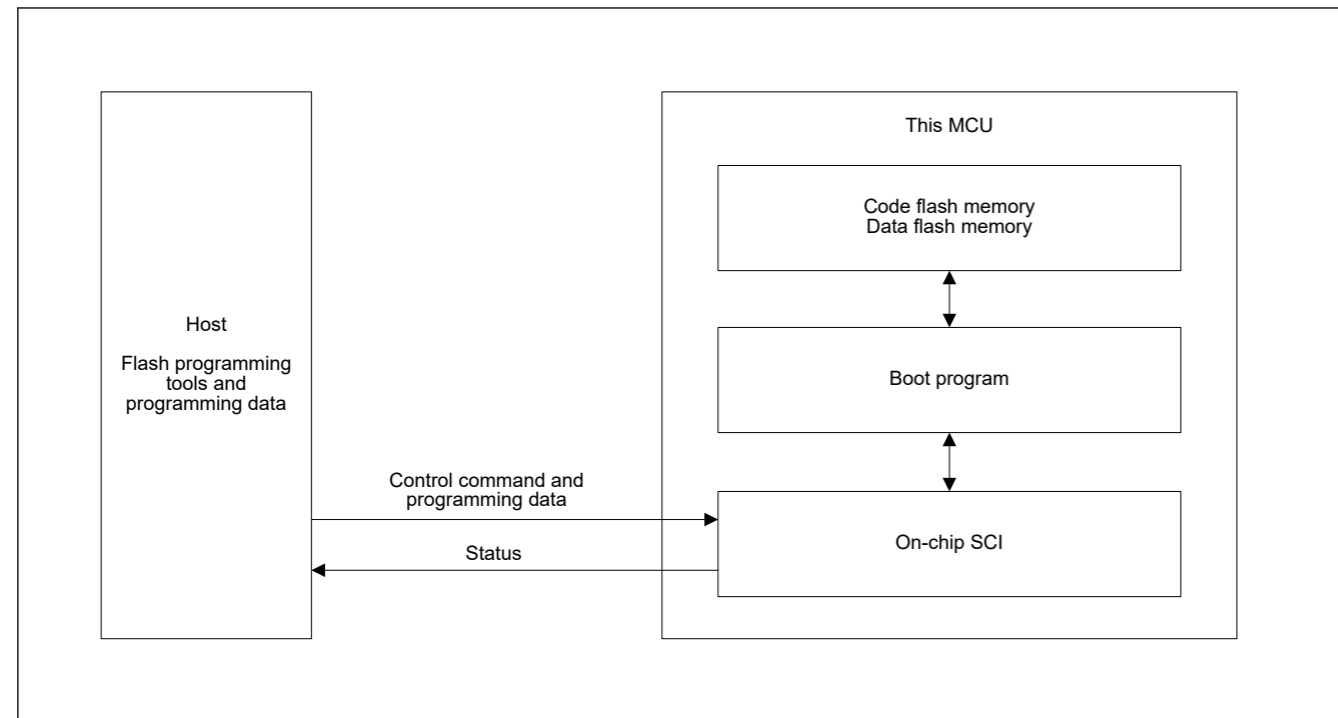 Host
Flash programming
tools and
programming data
Control command and
programming data
Status
This MCU
Code flash memory
Data flash memory
Boot program
On-chip SCI